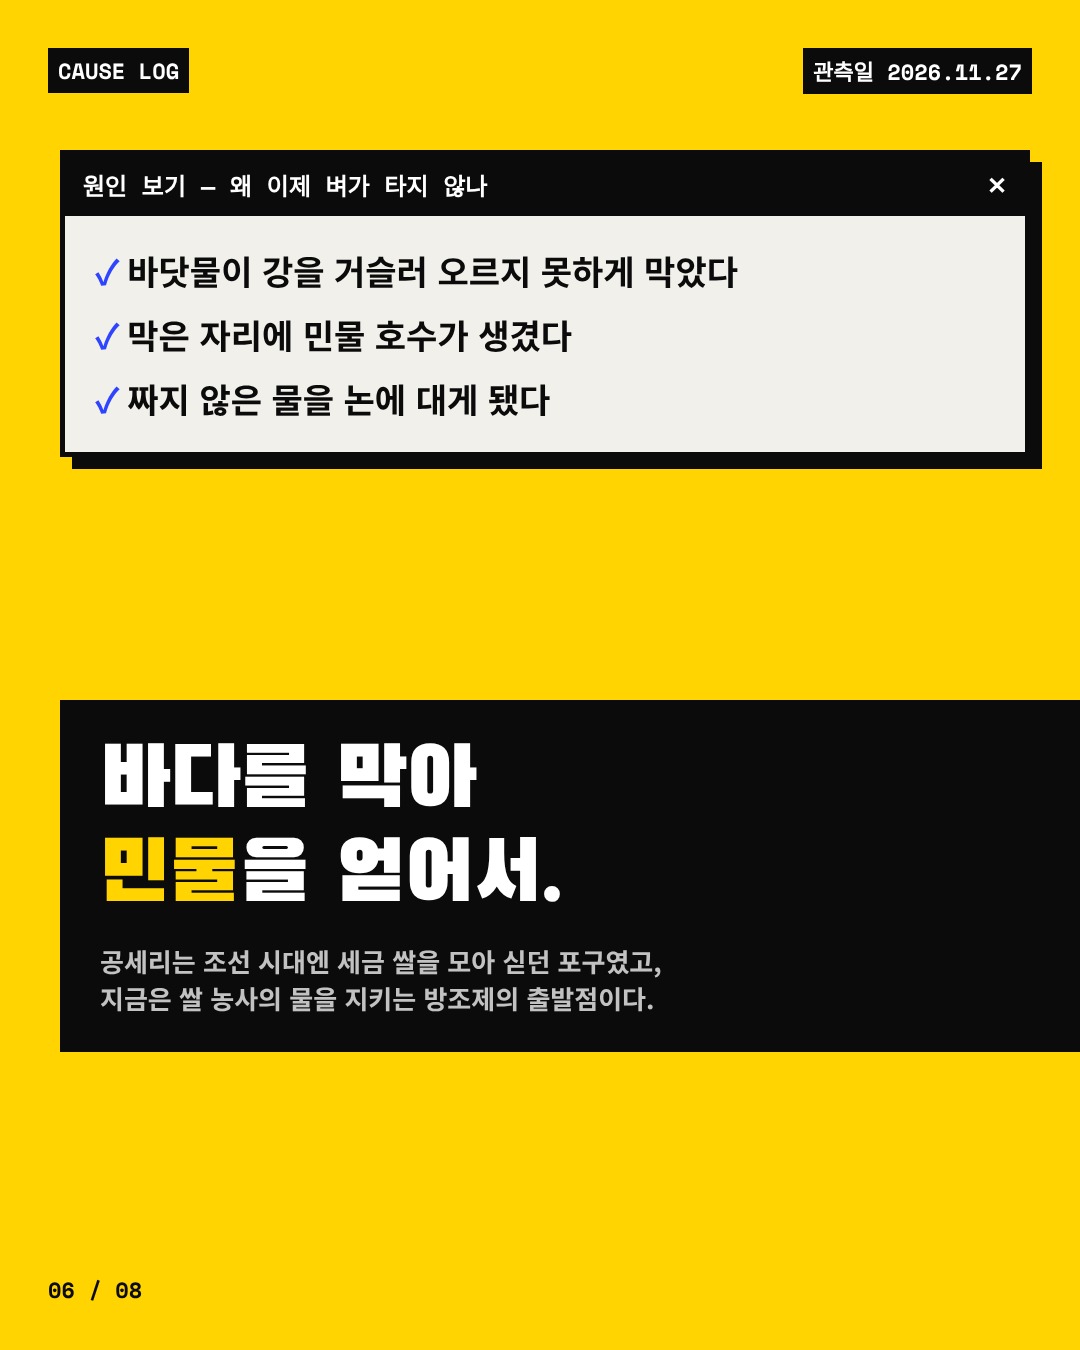 CAUSE LOG
관측일 2026.11.27
원인 보기 — 왜 이제 벼가 타지 않나 ✕
✓ 바닷물이 강을 거슬러 오르지 못하게 막았다
✓ 막은 자리에 민물 호수가 생겼다
✓ 짜지 않은 물을 논에 대게 됐다
바다를 막아
민물을 얻어서.
공세리는 조선 시대엔 세금 쌀을 모아 싣던 포구였고,
지금은 쌀 농사의 물을 지키는 방조제의 출발점이다.
06 / 08